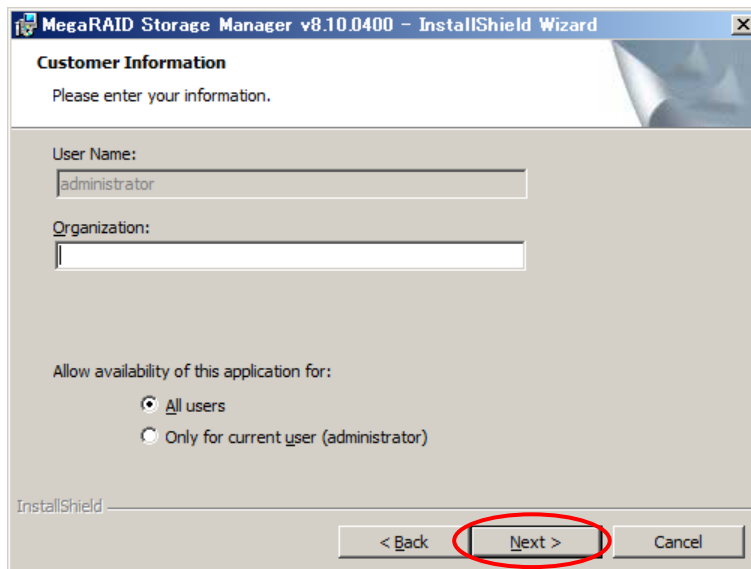 MegaRAID Storage Manager v8.10.0400 - InstallShield Wizard
Customer Information
Please enter your information.
User Name:
administrator
Organization:
Allow availability of this application for:
All users
Only for current user (administrator)
InstallShield
< Back Next > Cancel